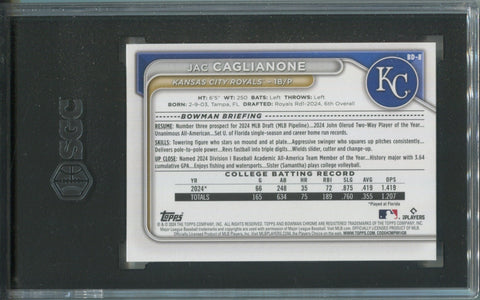 BD-8
JAC CAGLIANONE
KANSAS CITY ROYALS™ - 1B/P
KC
HT: 6'5" WT: 250 BATS: Left THROWS: Left
BORN: 2-9-03, Tampa, FL DRAFTED: Royals Rd1-2024, 6th Overall
BOWMAN BRIEFING
RESUME: Number three prospect for 2024 MLB Draft (MLB Pipeline)...2024 John Olerud Two-Way Player of the Year...
Unanimous All-American... Set U. of Florida single-season and career home run records.
SKILLS: Towering figure who stars on mound and at plate...Aggressive swinger who squares up pitches consistently...
Delivers pole-to-pole power... Revs fastball into triple digits... Wields slider, cutter and changeup.
UP CLOSE: Named 2024 Division 1 Baseball Academic All-America Team Member of the Year... History major with 3.64
cumulative GPA...Enjoys fishing and watersports... Sister (Samantha) plays college volleyball.
COLLEGE BATTING RECORD
YR G AB HR RBI SLG AVG OPS
2024* 66 248 35 72 .875 .419 1.419
TOTALS 165 634 75 189 .760 .355 1.207
*Played at Florida
SGC
TOPPS
MLB
PLAYERS